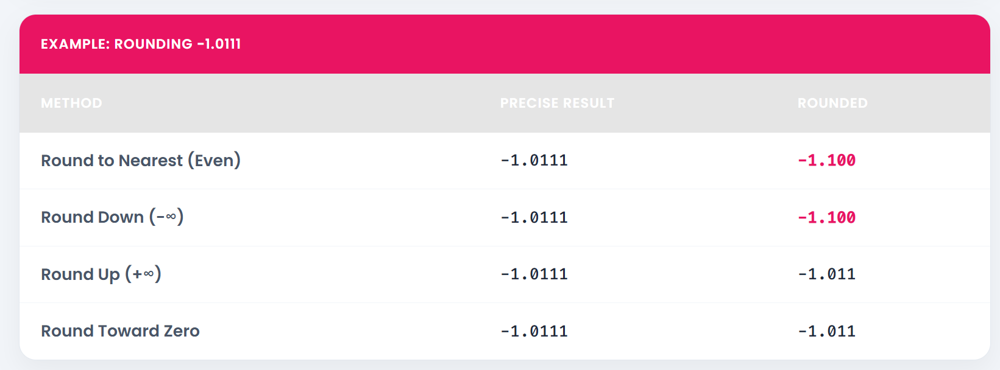 EXAMPLE: ROUNDING -1.0111
METHOD PRECISE RESULT ROUNDED
Round to Nearest (Even) -1.0111 -1.100
Round Down (-∞) -1.0111 -1.100
Round Up (+∞) -1.0111 -1.011
Round Toward Zero -1.0111 -1.011